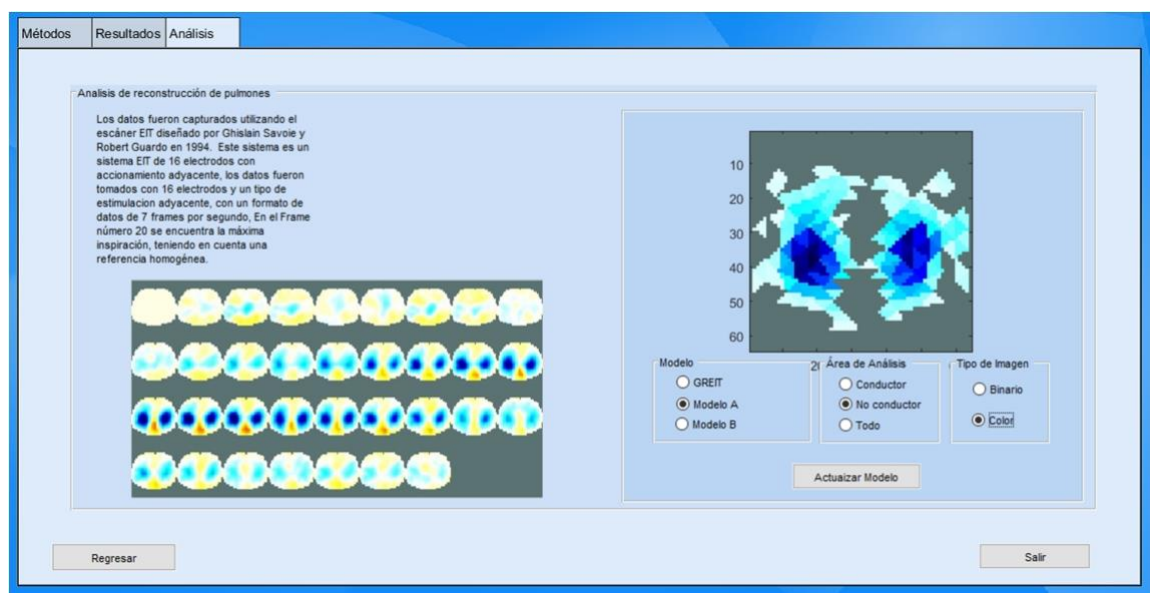 Métodos
Resultados
Análisis
Analisis de reconstrucción de pulmones
Los datos fueron capturados utilizando el
escáner EIT diseñado por Ghislain Savoie y
Robert Guardo en 1994. Este sistema es un
sistema EIT de 16 electrodos con
accionamiento adyacente, los datos fueron
tomados con 16 electrodos y un tipo de
estimulacion adyacente, con un formato de
datos de 7 frames por segundo, En el Frame
número 20 se encuentra la máxima
inspiración, teniendo en cuenta una
referencia homogénea.
10
20
30
40
50
60
Modelo
GREIT
Modelo A
Modelo B
Área de Análisis
Conductor
No conductor
Todo
Tipo de Imagen
Binario
Color
Actuaizar Modelo
Regresar
Salir